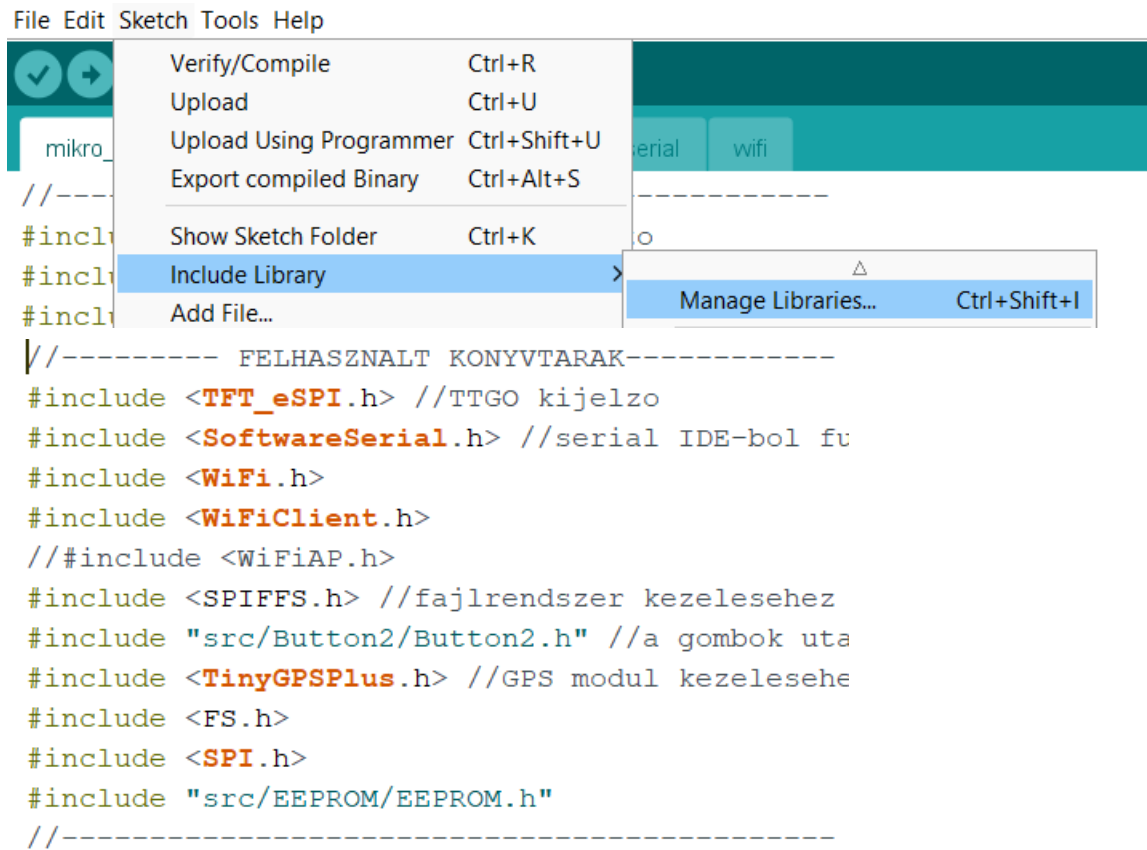 File Edit Sketch Tools Help
Verify/Compile Ctrl+R
Upload Ctrl+U
mikro_ Upload Using Programmer Ctrl+Shift+U erial wifi
Export compiled Binary Ctrl+Alt+S
//---- -----------
#inclu Show Sketch Folder Ctrl+K o
#inclu Include Library >
Manage Libraries... Ctrl+Shift+I
#inclu Add File...
//--------- FELHASZNALT KONYVTARAK------------
#include <TFT_eSPI.h> //TTGO kijelzo
#include <SoftwareSerial.h> //serial IDE-bol fu
#include <WiFi.h>
#include <WiFiClient.h>
//#include <WiFiAP.h>
#include <SPIFFS.h> //fajlrendszer kezelesehez
#include "src/Button2/Button2.h" //a gombok uta
#include <TinyGPSPlus.h> //GPS modul kezelesehe
#include <FS.h>
#include <SPI.h>
#include "src/EEPROM/EEPROM.h"
//-------------------------------------------